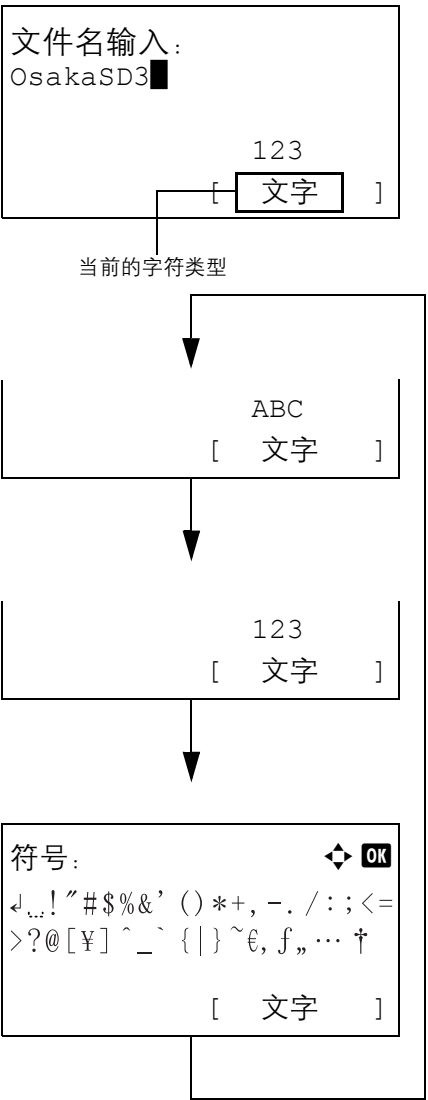 文件名输入:
OsakaSD3
123
[ 文字 ]
当前的字符类型
ABC
[ 文字 ]
123
[ 文字 ]
符号: OK
↲␣!"#$%&'()*+,-./:;<=
>?@[¥]^_`{|}~€‚ƒ„…†
[ 文字 ]